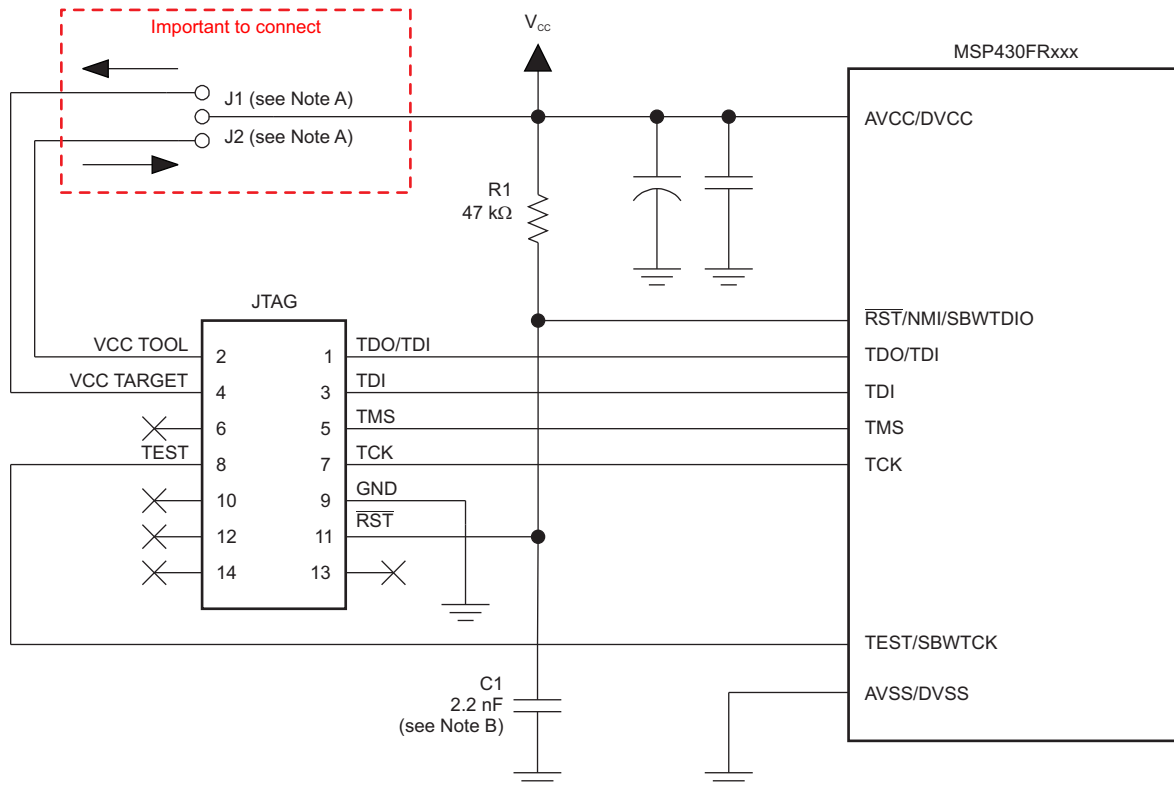 Important to connect
J1 (see Note A)
J2 (see Note A)
VCC
MSP430FRxxx
AVCC/DVCC
R1
47 kΩ
JTAG
RST/NMI/SBWTDIO
VCC TOOL 2 1 TDO/TDI TDO/TDI
VCC TARGET 4 3 TDI TDI
6 5 TMS TMS
TEST 8 7 TCK TCK
10 9 GND
12 11 RST
14 13
TEST/SBWTCK
C1
2.2 nF
(see Note B)
AVSS/DVSS